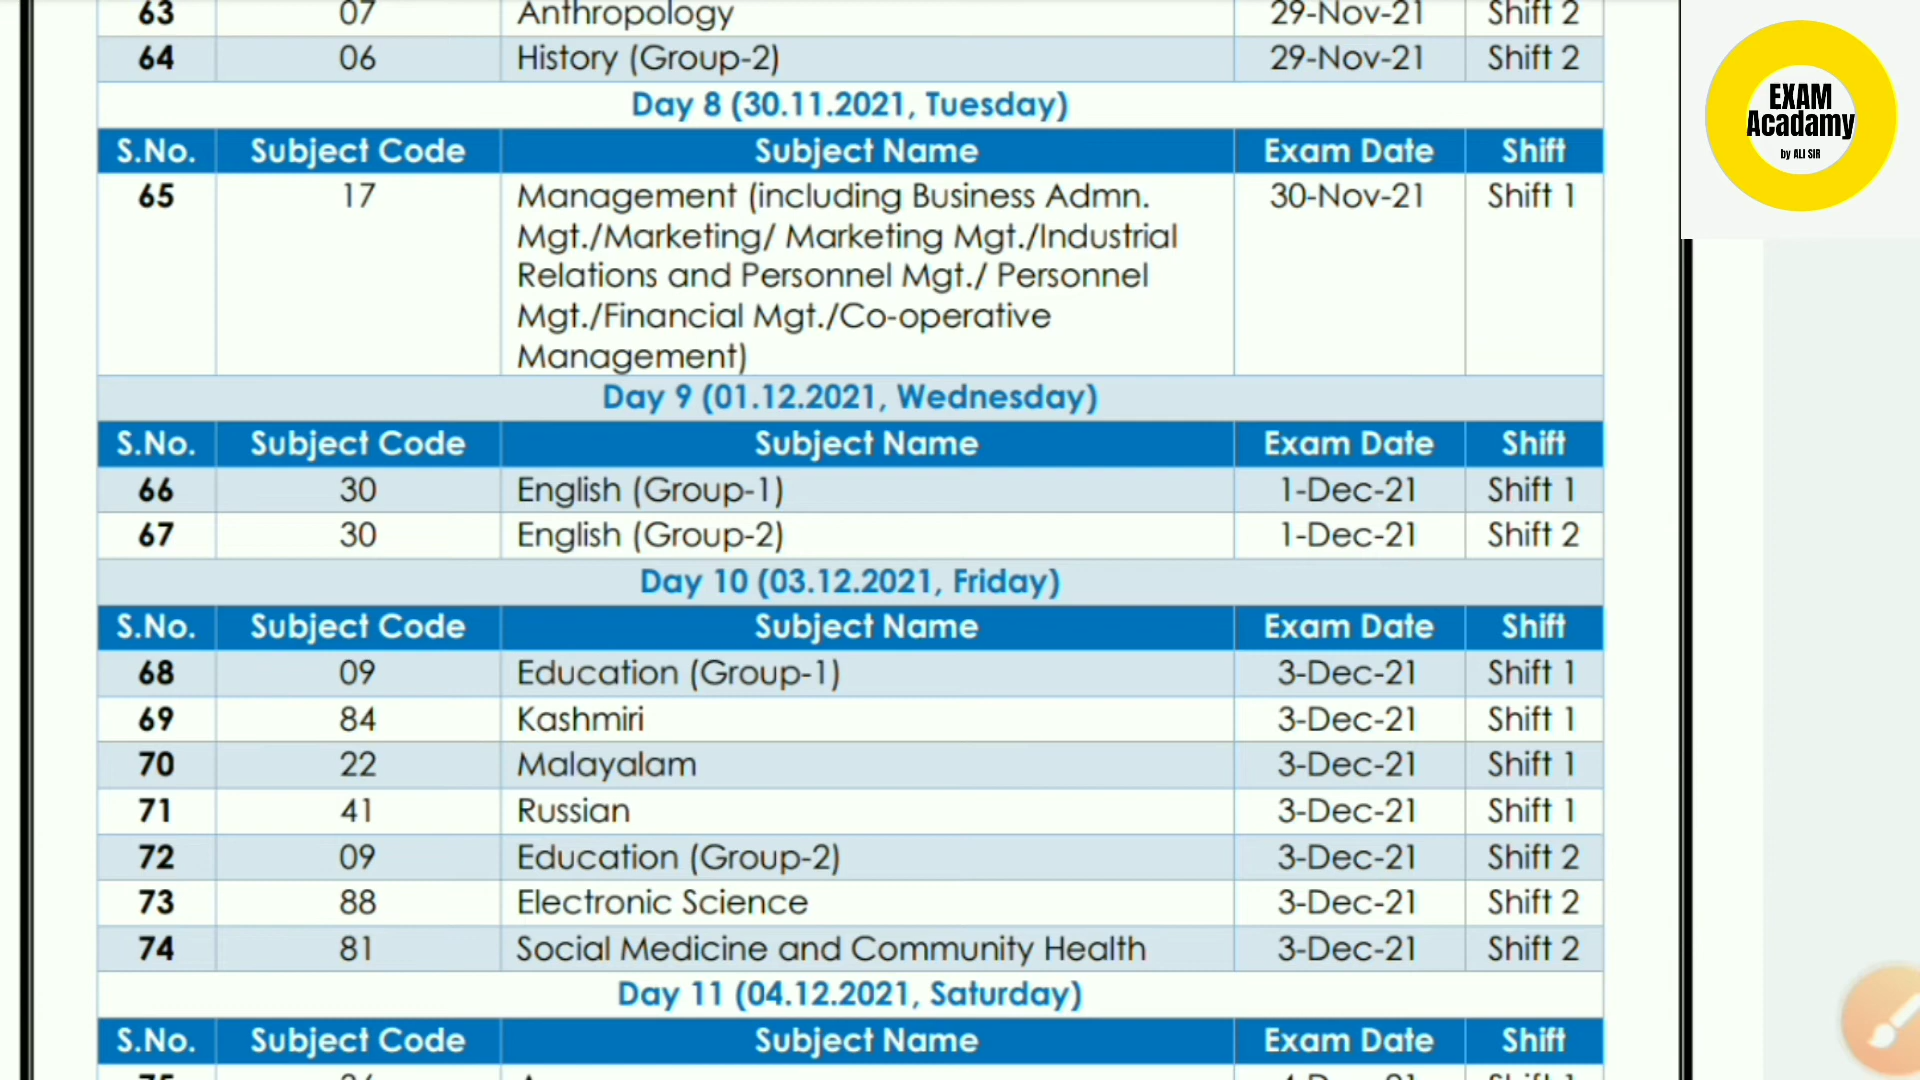 63 07 Anthropology 29-Nov-21 Shift 2
64 06 History (Group-2) 29-Nov-21 Shift 2
Day 8 (30.11.2021, Tuesday)
S.No. Subject Code Subject Name Exam Date Shift
65 17 Management (including Business Admn. 30-Nov-21 Shift 1
Mgt./Marketing/ Marketing Mgt./Industrial
Relations and Personnel Mgt./ Personnel
Mgt./Financial Mgt./Co-operative
Management)
Day 9 (01.12.2021, Wednesday)
S.No. Subject Code Subject Name Exam Date Shift
66 30 English (Group-1) 1-Dec-21 Shift 1
67 30 English (Group-2) 1-Dec-21 Shift 2
Day 10 (03.12.2021, Friday)
S.No. Subject Code Subject Name Exam Date Shift
68 09 Education (Group-1) 3-Dec-21 Shift 1
69 84 Kashmiri 3-Dec-21 Shift 1
70 22 Malayalam 3-Dec-21 Shift 1
71 41 Russian 3-Dec-21 Shift 1
72 09 Education (Group-2) 3-Dec-21 Shift 2
73 88 Electronic Science 3-Dec-21 Shift 2
74 81 Social Medicine and Community Health 3-Dec-21 Shift 2
Day 11 (04.12.2021, Saturday)
S.No. Subject Code Subject Name Exam Date Shift
EXAM
Acadamy
by ALI SIR